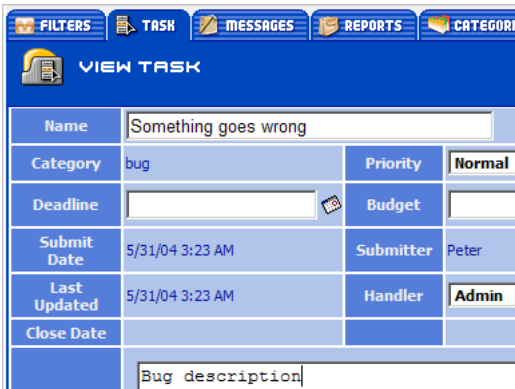 FILTERS TASK MESSAGES REPORTS
VIEW TASK
Name Something goes wrong
Category bug Priority Normal
Deadline Budget
Submit Date 5/31/04 3:23 AM Submitter Peter
Last Updated 5/31/04 3:23 AM Handler Admin
Close Date
Bug description